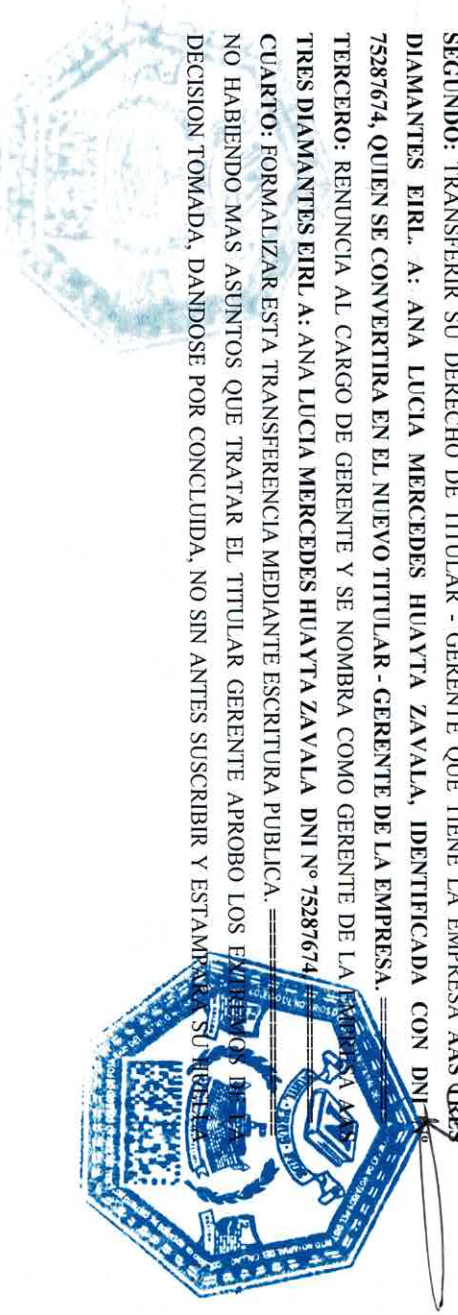 SEGUNDO: TRANSFERIR SU DERECHO DE TITULAR - GERENTE QUE TIENE LA EMPRESA AAS TRES
DIAMANTES EIRL. A: ANA LUCIA MERCEDES HUAYTA ZAVALA, IDENTIFICADA CON DNI Nº
75287674, QUIEN SE CONVERTIRA EN EL NUEVO TITULAR - GERENTE DE LA EMPRESA. ========
TERCERO: RENUNCIA AL CARGO DE GERENTE Y SE NOMBRA COMO GERENTE DE LA EMPRESA AAS
TRES DIAMANTES EIRL A: ANA LUCIA MERCEDES HUAYTA ZAVALA DNI Nº 75287674
CUARTO: FORMALIZAR ESTA TRANSFERENCIA MEDIANTE ESCRITURA PUBLICA. ================
NO HABIENDO MAS ASUNTOS QUE TRATAR EL TITULAR GERENTE APROBO LOS EXTREMOS DE LA
DECISION TOMADA, DANDOSE POR CONCLUIDA, NO SIN ANTES SUSCRIBIR Y ESTAMPARA SU HUELLA